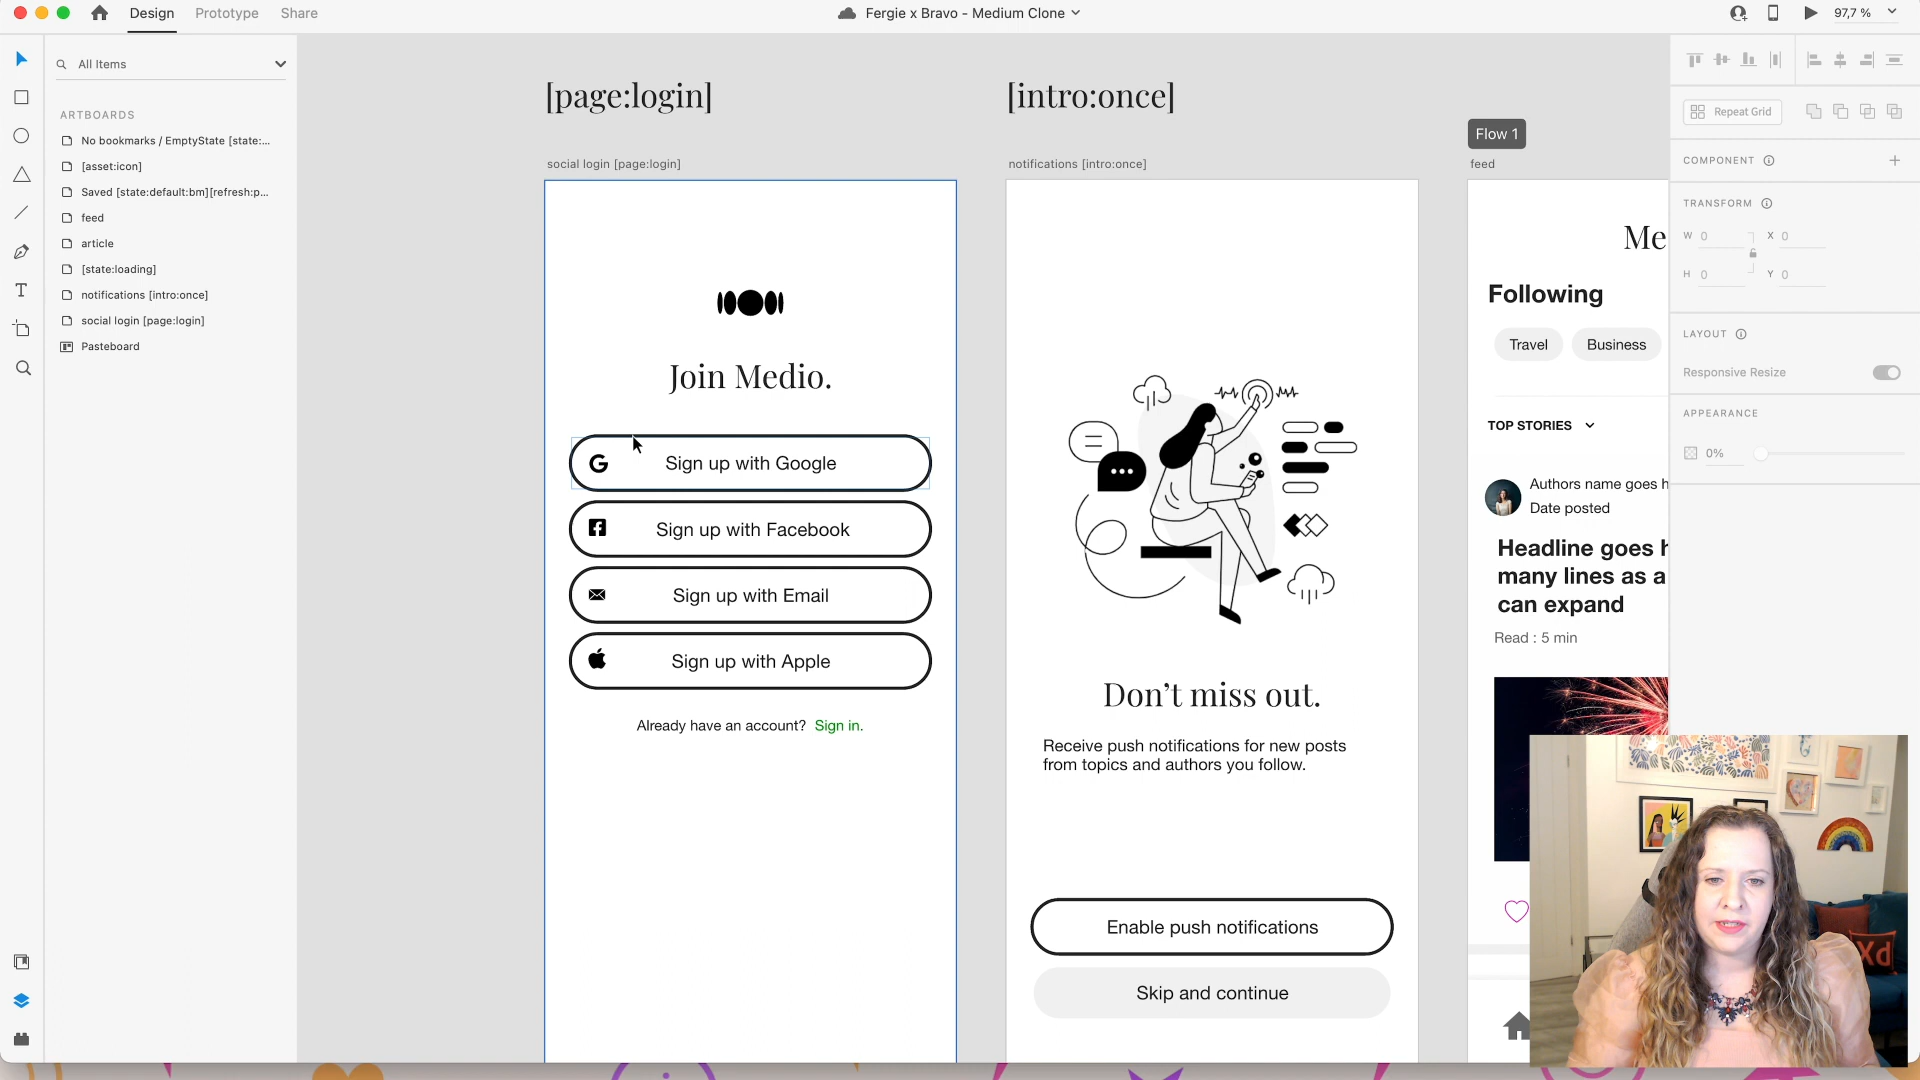 Design Prototype Share
Fergie x Bravo - Medium Clone
97,7 %
All Items
ARTBOARDS
No bookmarks / EmptyState [state:...
[asset:icon]
Saved [state:default:bm][refresh:p...
feed
article
[state:loading]
notifications [intro:once]
social login [page:login]
Pasteboard
[page:login]
social login [page:login]
Join Medio.
G Sign up with Google
f Sign up with Facebook
Sign up with Email
Sign up with Apple
Already have an account? Sign in.
[intro:once]
notifications [intro:once]
Don’t miss out.
Receive push notifications for new posts
from topics and authors you follow.
Enable push notifications
Skip and continue
Flow 1
feed
Me
Following
Travel Business
TOP STORIES
Authors name goes h
Date posted
Headline goes h
many lines as a
can expand
Read : 5 min
Repeat Grid
COMPONENT
TRANSFORM
W 0 X 0
H 0 Y 0
LAYOUT
Responsive Resize
APPEARANCE
0%
Xd